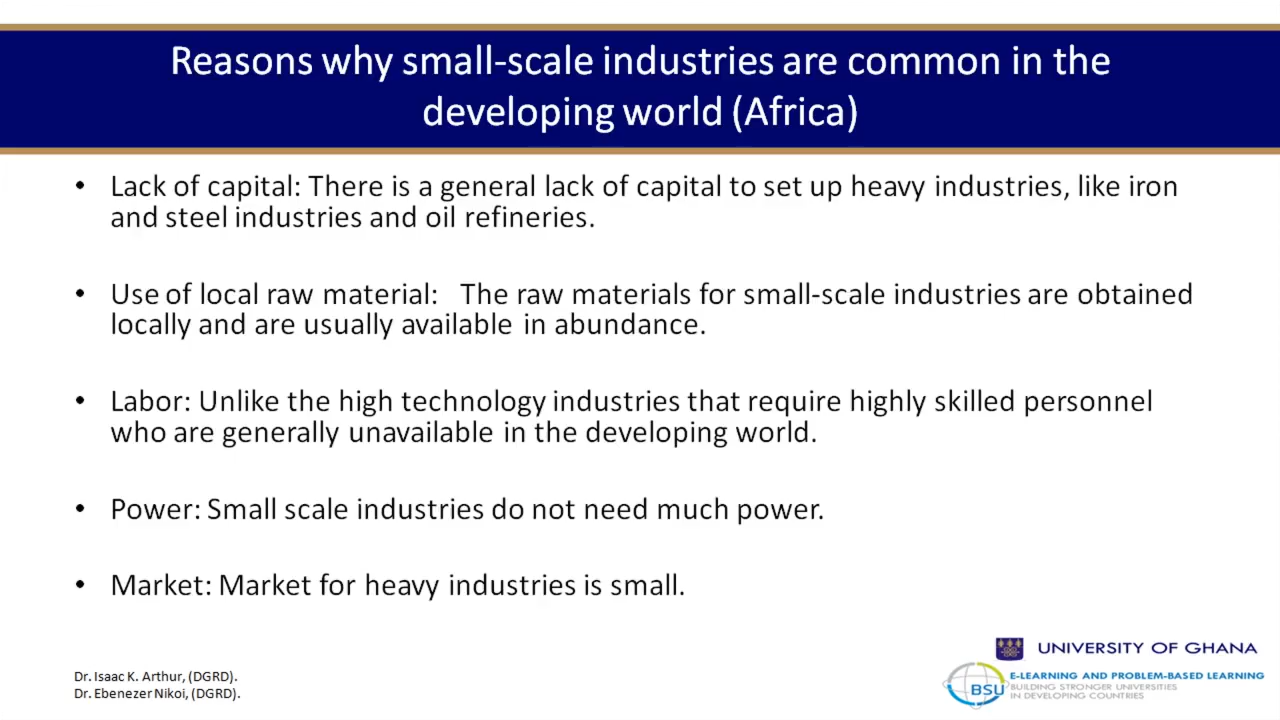 Reasons why small-scale industries are common in the
developing world (Africa)
• Lack of capital: There is a general lack of capital to set up heavy industries, like iron
and steel industries and oil refineries.
• Use of local raw material:   The raw materials for small-scale industries are obtained
locally and are usually available in abundance.
• Labor: Unlike the high technology industries that require highly skilled personnel
who are generally unavailable in the developing world.
• Power: Small scale industries do not need much power.
• Market: Market for heavy industries is small.
Dr. Isaac K. Arthur, (DGRD).
Dr. Ebenezer Nikoi, (DGRD).
UNIVERSITY OF GHANA
BSU
E-LEARNING AND PROBLEM-BASED LEARNING
BUILDING STRONGER UNIVERSITIES
IN DEVELOPING COUNTRIES